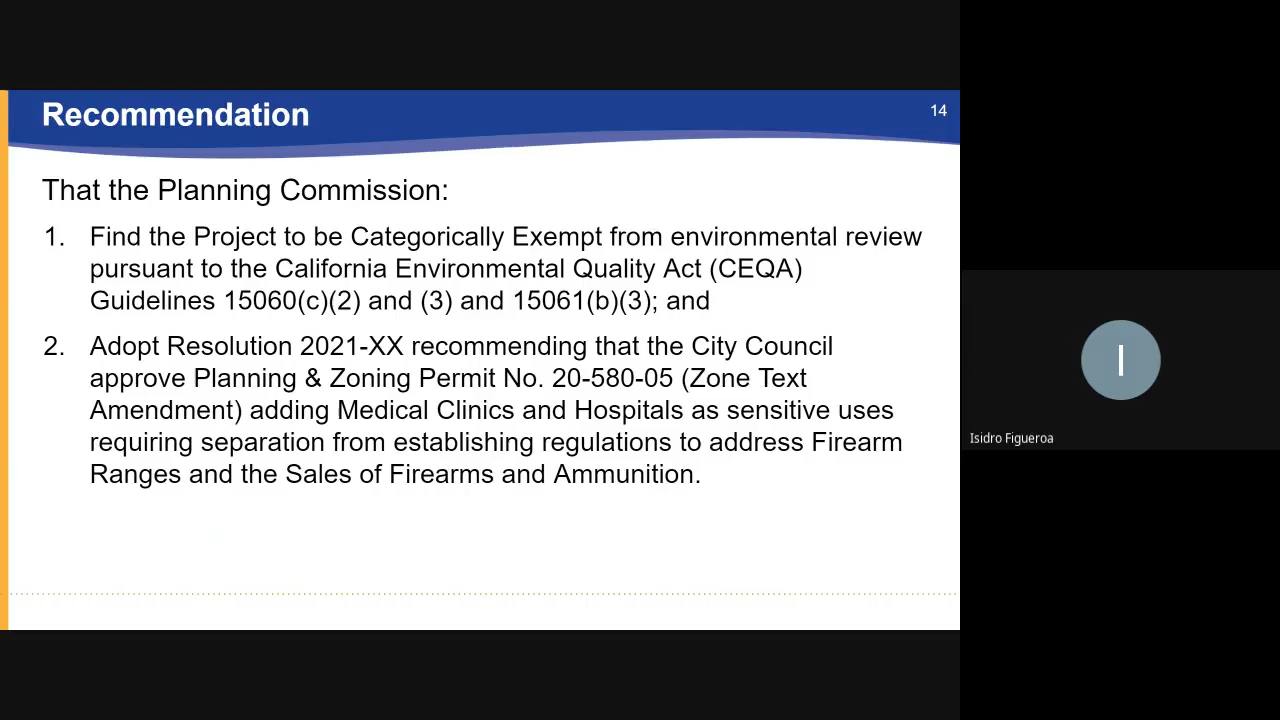 Recommendation
14
That the Planning Commission:
1. Find the Project to be Categorically Exempt from environmental review
pursuant to the California Environmental Quality Act (CEQA)
Guidelines 15060(c)(2) and (3) and 15061(b)(3); and
2. Adopt Resolution 2021-XX recommending that the City Council
approve Planning & Zoning Permit No. 20-580-05 (Zone Text
Amendment) adding Medical Clinics and Hospitals as sensitive uses
requiring separation from establishing regulations to address Firearm
Ranges and the Sales of Firearms and Ammunition.
I
Isidro Figueroa